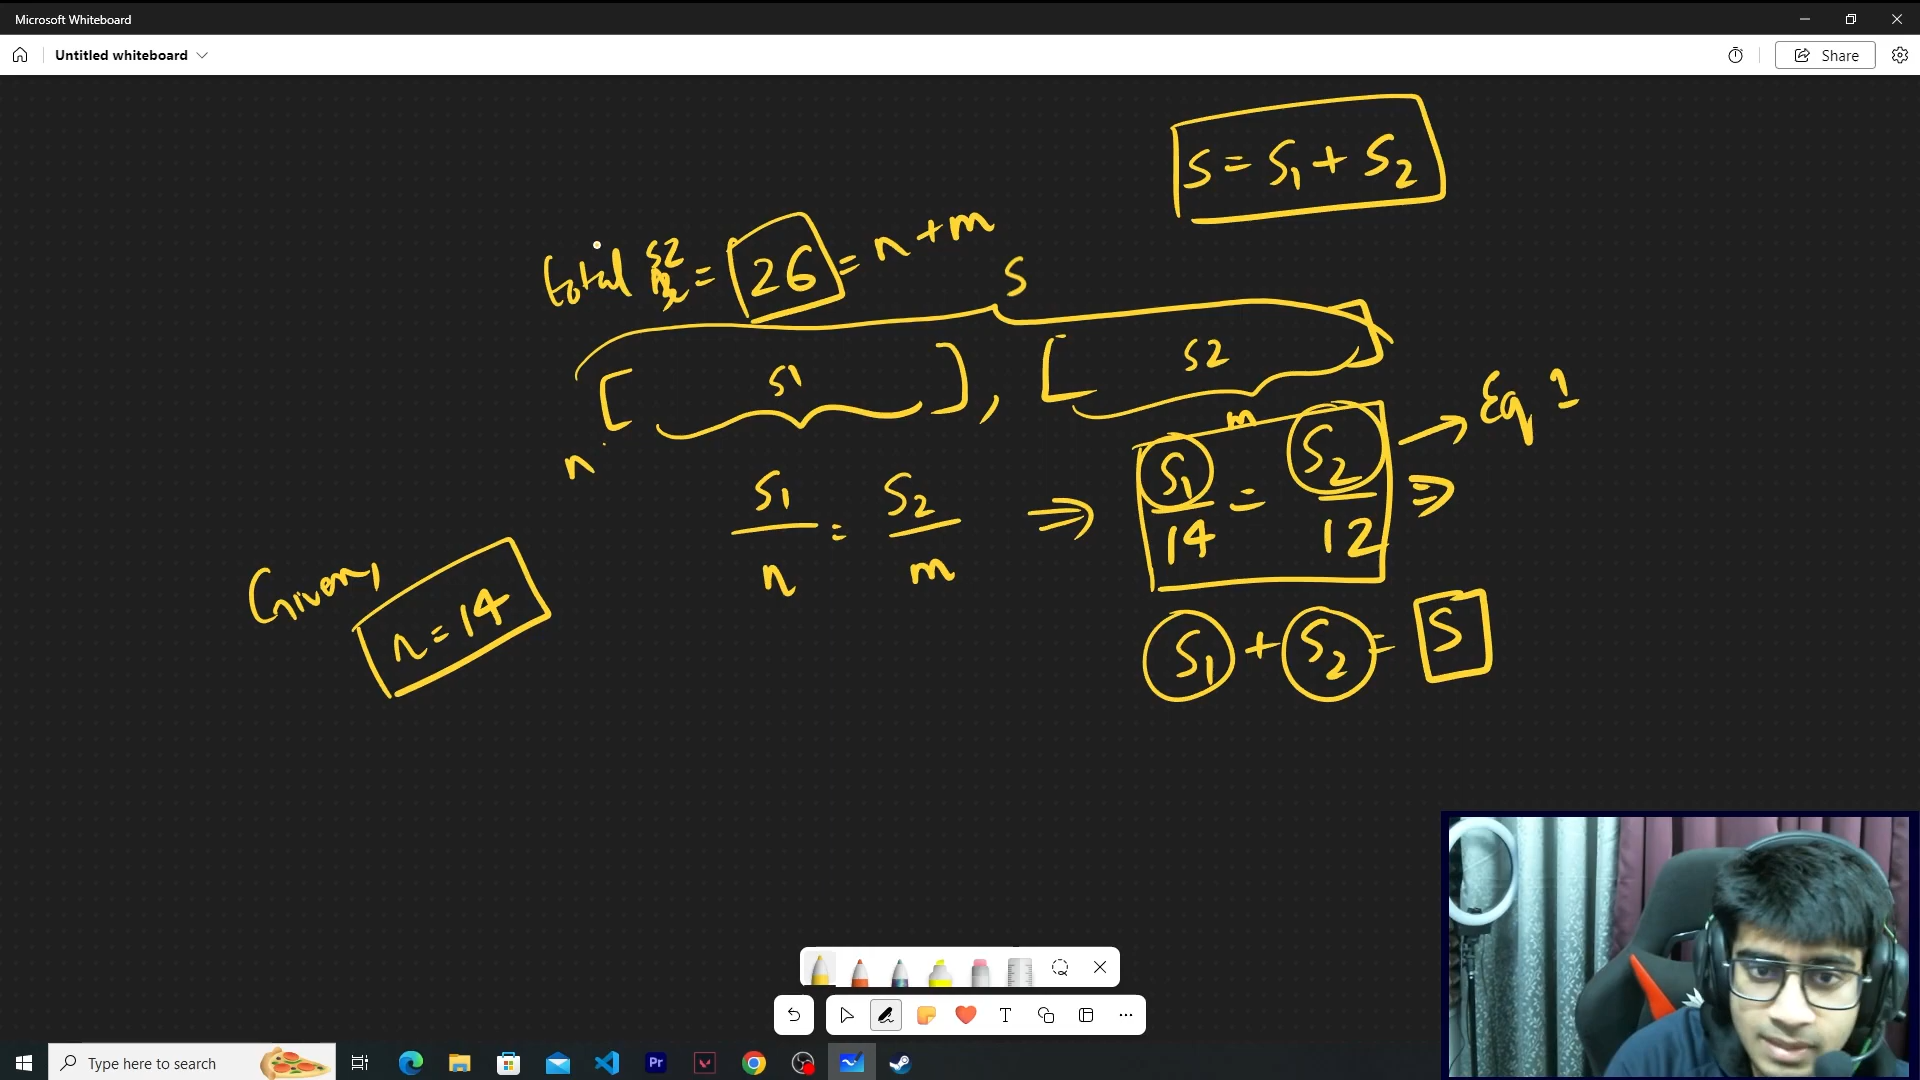 Microsoft Whiteboard
Untitled whiteboard
Share
S = S1 + S2
total = 26 = n + m
S
[ S1 ] , [ S2 ]
n
m
S1/n = S2/m ⇒ S1/14 = S2/12 → Eq 1
⇒
Given, n = 14
S1 + S2 = S
Type here to search
Pr